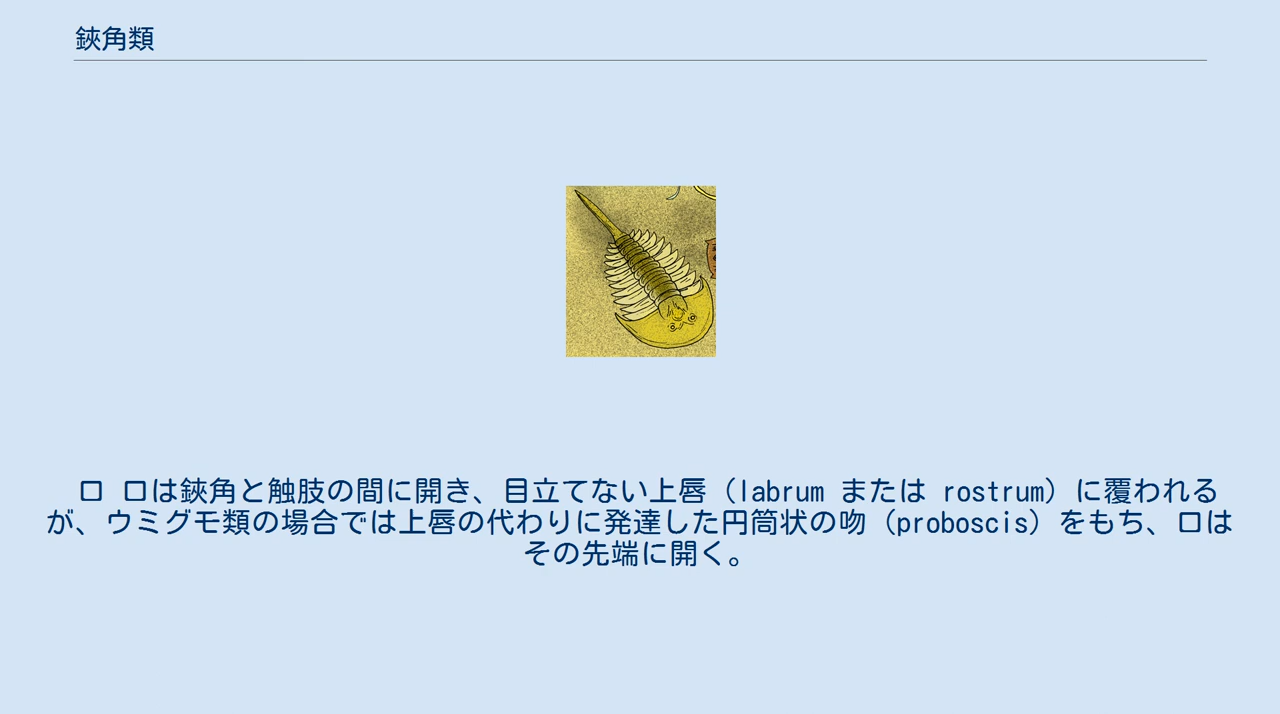 鋏角類
口 口は鋏角と触肢の間に開き、目立てない上唇（labrum または rostrum）に覆われる
が、ウミグモ類の場合では上唇の代わりに発達した円筒状の吻（proboscis）をもち、口は
その先端に開く。